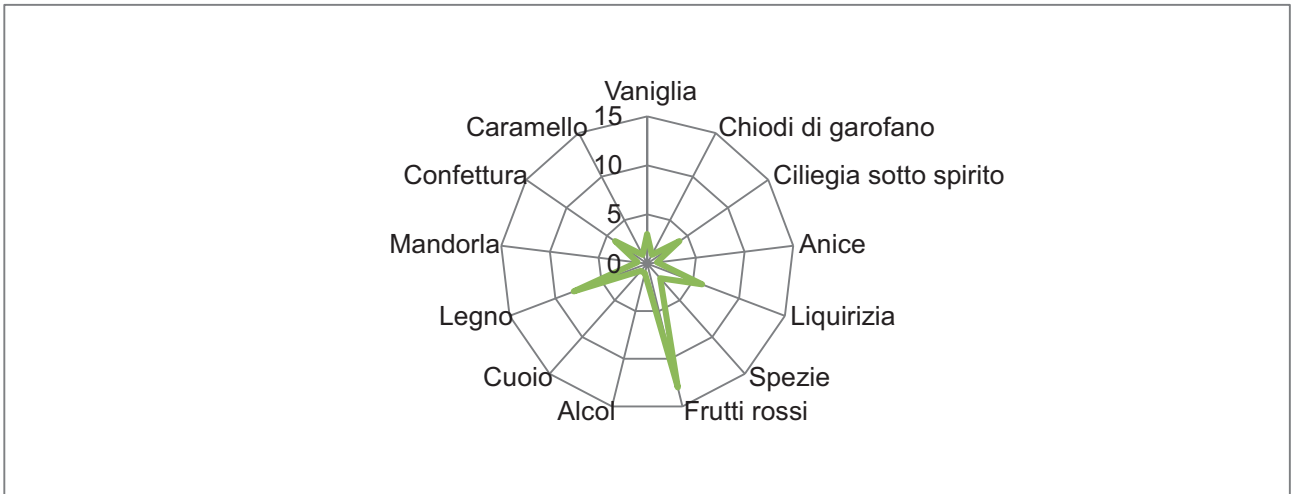 Vaniglia
15
Caramello
Chiodi di garofano
10
Confettura
Ciliegia sotto spirito
5
Mandorla
Anice
0
Legno
Liquirizia
Cuoio
Spezie
Alcol
Frutti rossi